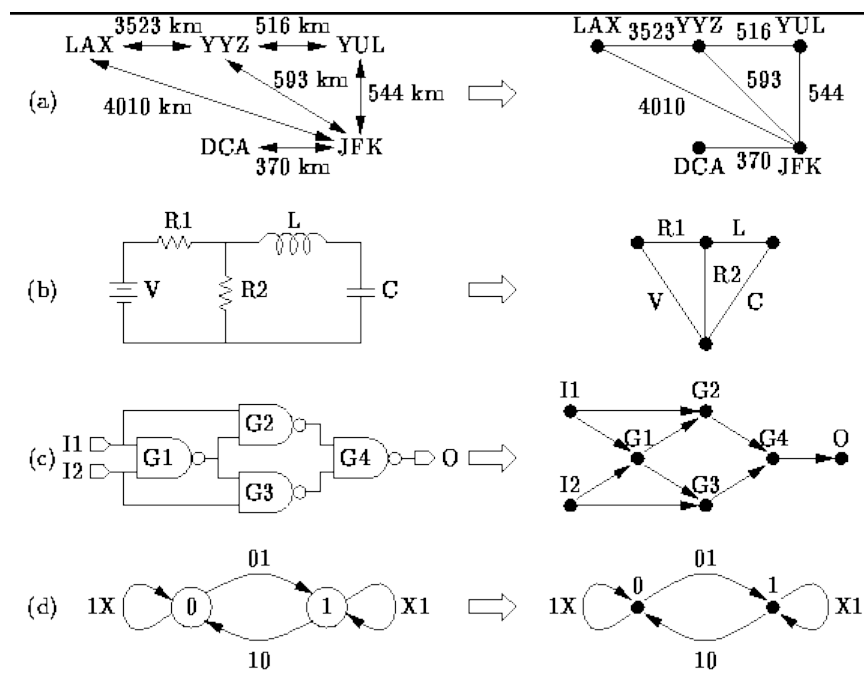 3523 km 516 km
LAX YYZ YUL
593 km
544 km
4010 km
DCA JFK
370 km
(a)
LAX 3523 YYZ 516 YUL
593
4010 544
DCA 370 JFK
(b)
R1 L
V R2 C
R1 L
R2
V C
(c)
I1 G2
G1 G4 O
I2
G3
I1 G2
G1 G4 O
I2 G3
(d)
01
1X 0 1 X1
10
01
0 1
1X X1
10